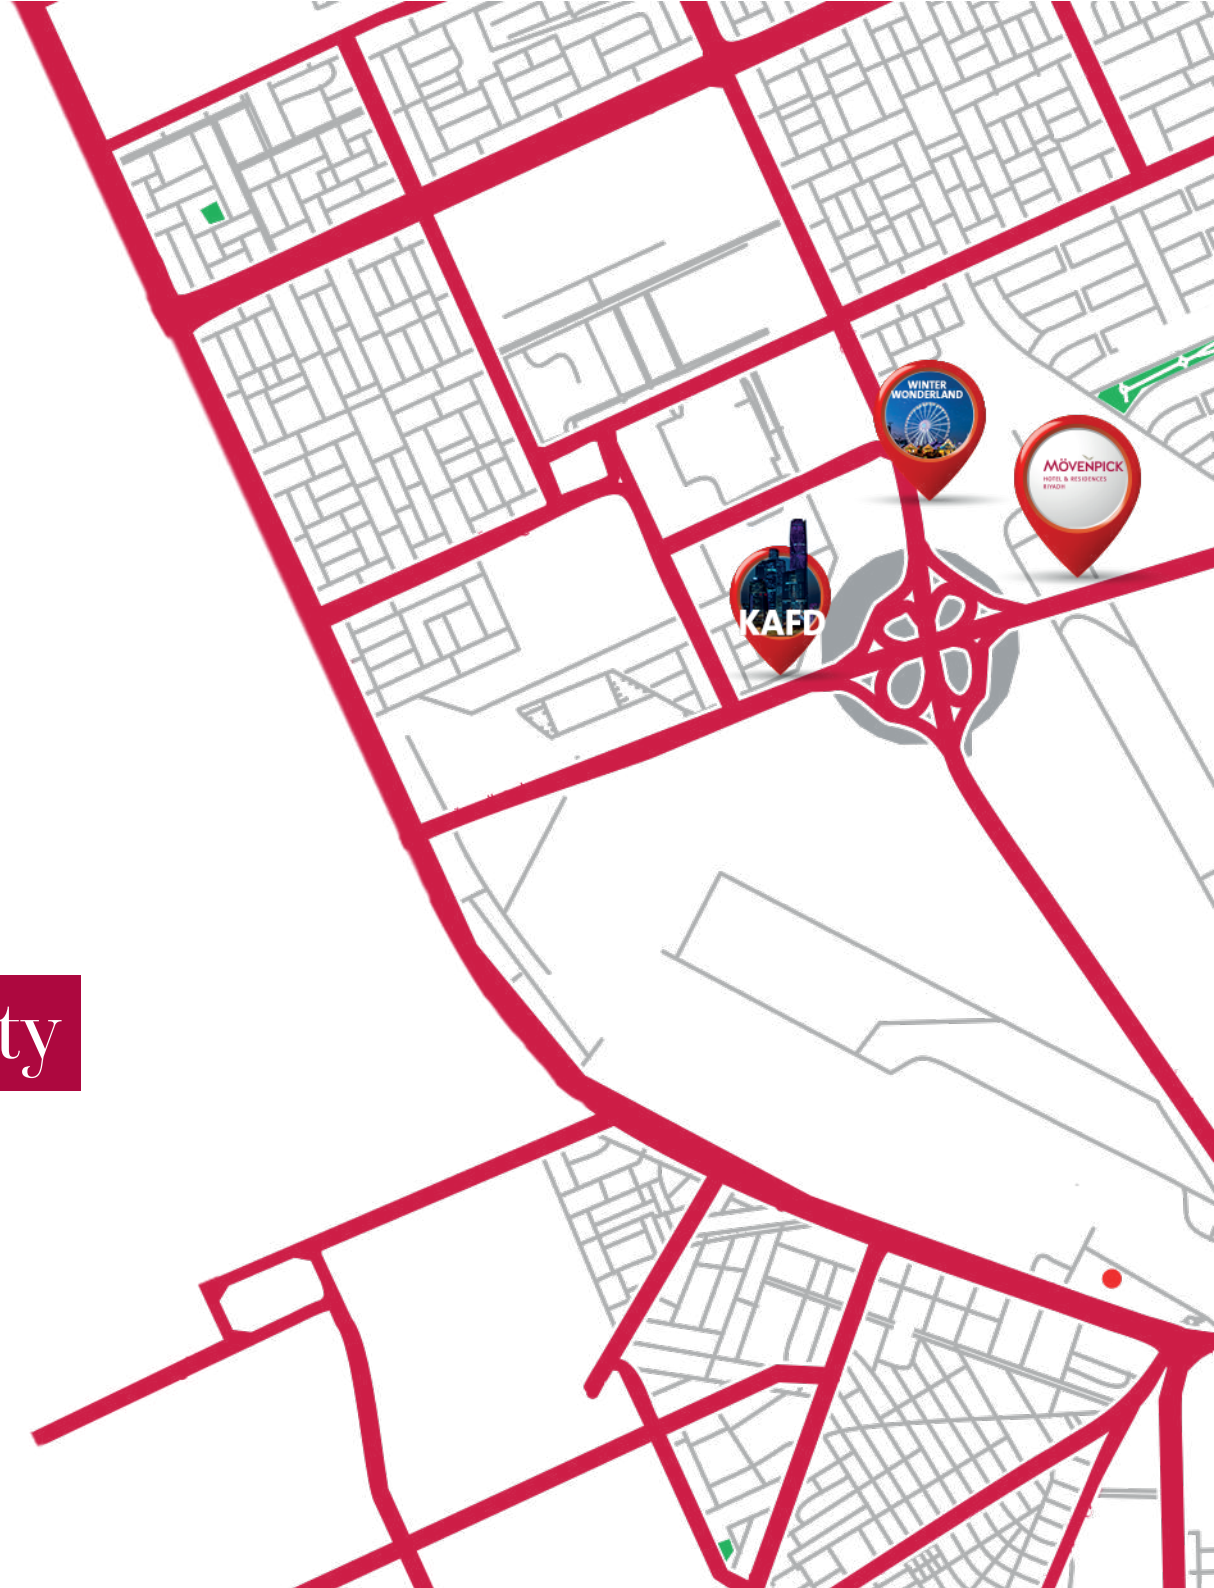 WINTER
WONDERLAND
MÖVENPICK
HOTEL & RESIDENCES
RIYADH
KAFD
ty